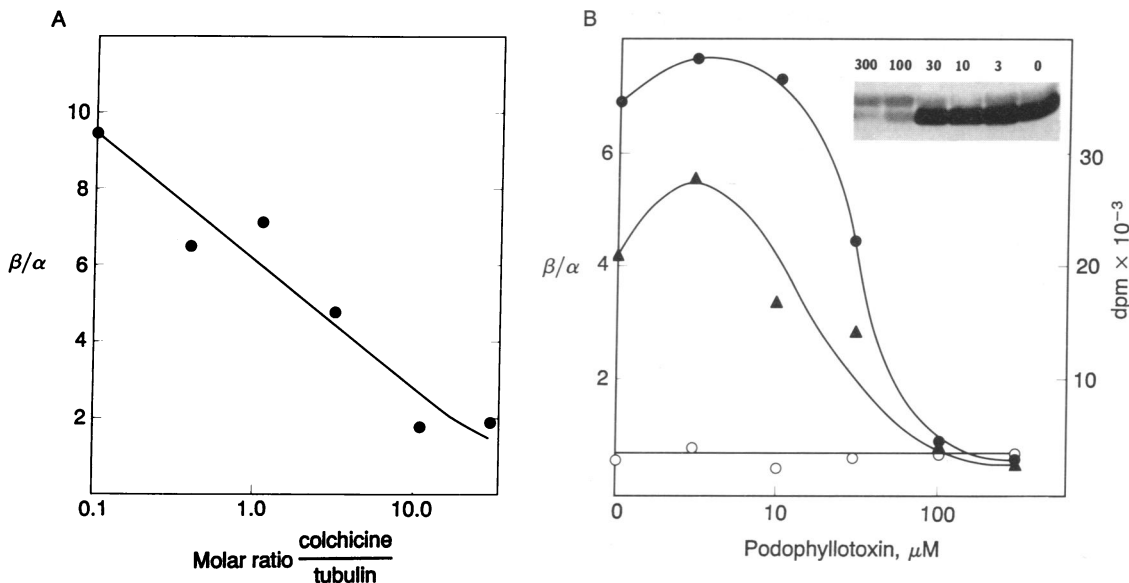 A
10
8
β/α
6
4
2
0
0.1 1.0 10.0
Molar ratio colchicine
tubulin
B
300 100 30 10 3 0
6
β/α
4
2
30
20
10
dpm × 10⁻³
0 10 100
Podophyllotoxin, μM